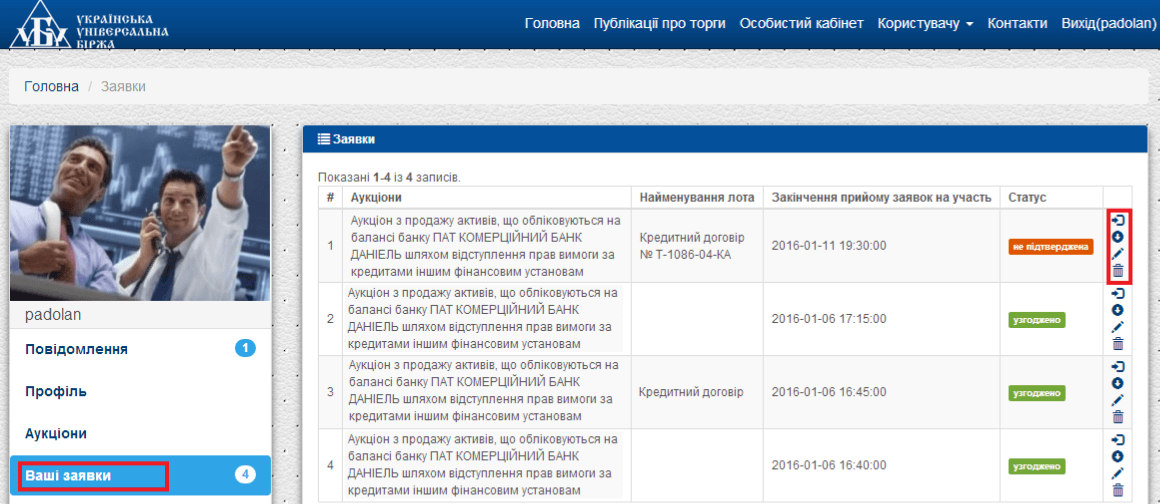 УКРАЇНСЬКА
УНІВЕРСАЛЬНА
БІРЖА
УБУ
Головна Публікації про торги Особистий кабінет Користувачу Контакти Вихід(padolan)
Головна / Заявки
Заявки
Показані 1-4 із 4 записів.
# Аукціони Найменування лота Закінчення прийому заявок на участь Статус
Аукціон з продажу активів, що обліковуються на
балансі банку ПАТ КОМЕРЦІЙНИЙ БАНК
ДАНІЕЛЬ шляхом відступлення прав вимоги за
кредитами іншим фінансовим установам
1
Кредитний договір
№ Т-1086-04-КА
2016-01-11 19:30:00
не підтверджена
Аукціон з продажу активів, що обліковуються на
балансі банку ПАТ КОМЕРЦІЙНИЙ БАНК
ДАНІЕЛЬ шляхом відступлення прав вимоги за
кредитами іншим фінансовим установам
2
2016-01-06 17:15:00
узгоджено
Аукціон з продажу активів, що обліковуються на
балансі банку ПАТ КОМЕРЦІЙНИЙ БАНК
ДАНІЕЛЬ шляхом відступлення прав вимоги за
кредитами іншим фінансовим установам
3
Кредитний договір
2016-01-06 16:45:00
узгоджено
Аукціон з продажу активів, що обліковуються на
балансі банку ПАТ КОМЕРЦІЙНИЙ БАНК
ДАНІЕЛЬ шляхом відступлення прав вимоги за
кредитами іншим фінансовим установам
4
2016-01-06 16:40:00
узгоджено
padolan
Повідомлення 1
Профіль
Аукціони
Ваші заявки 4